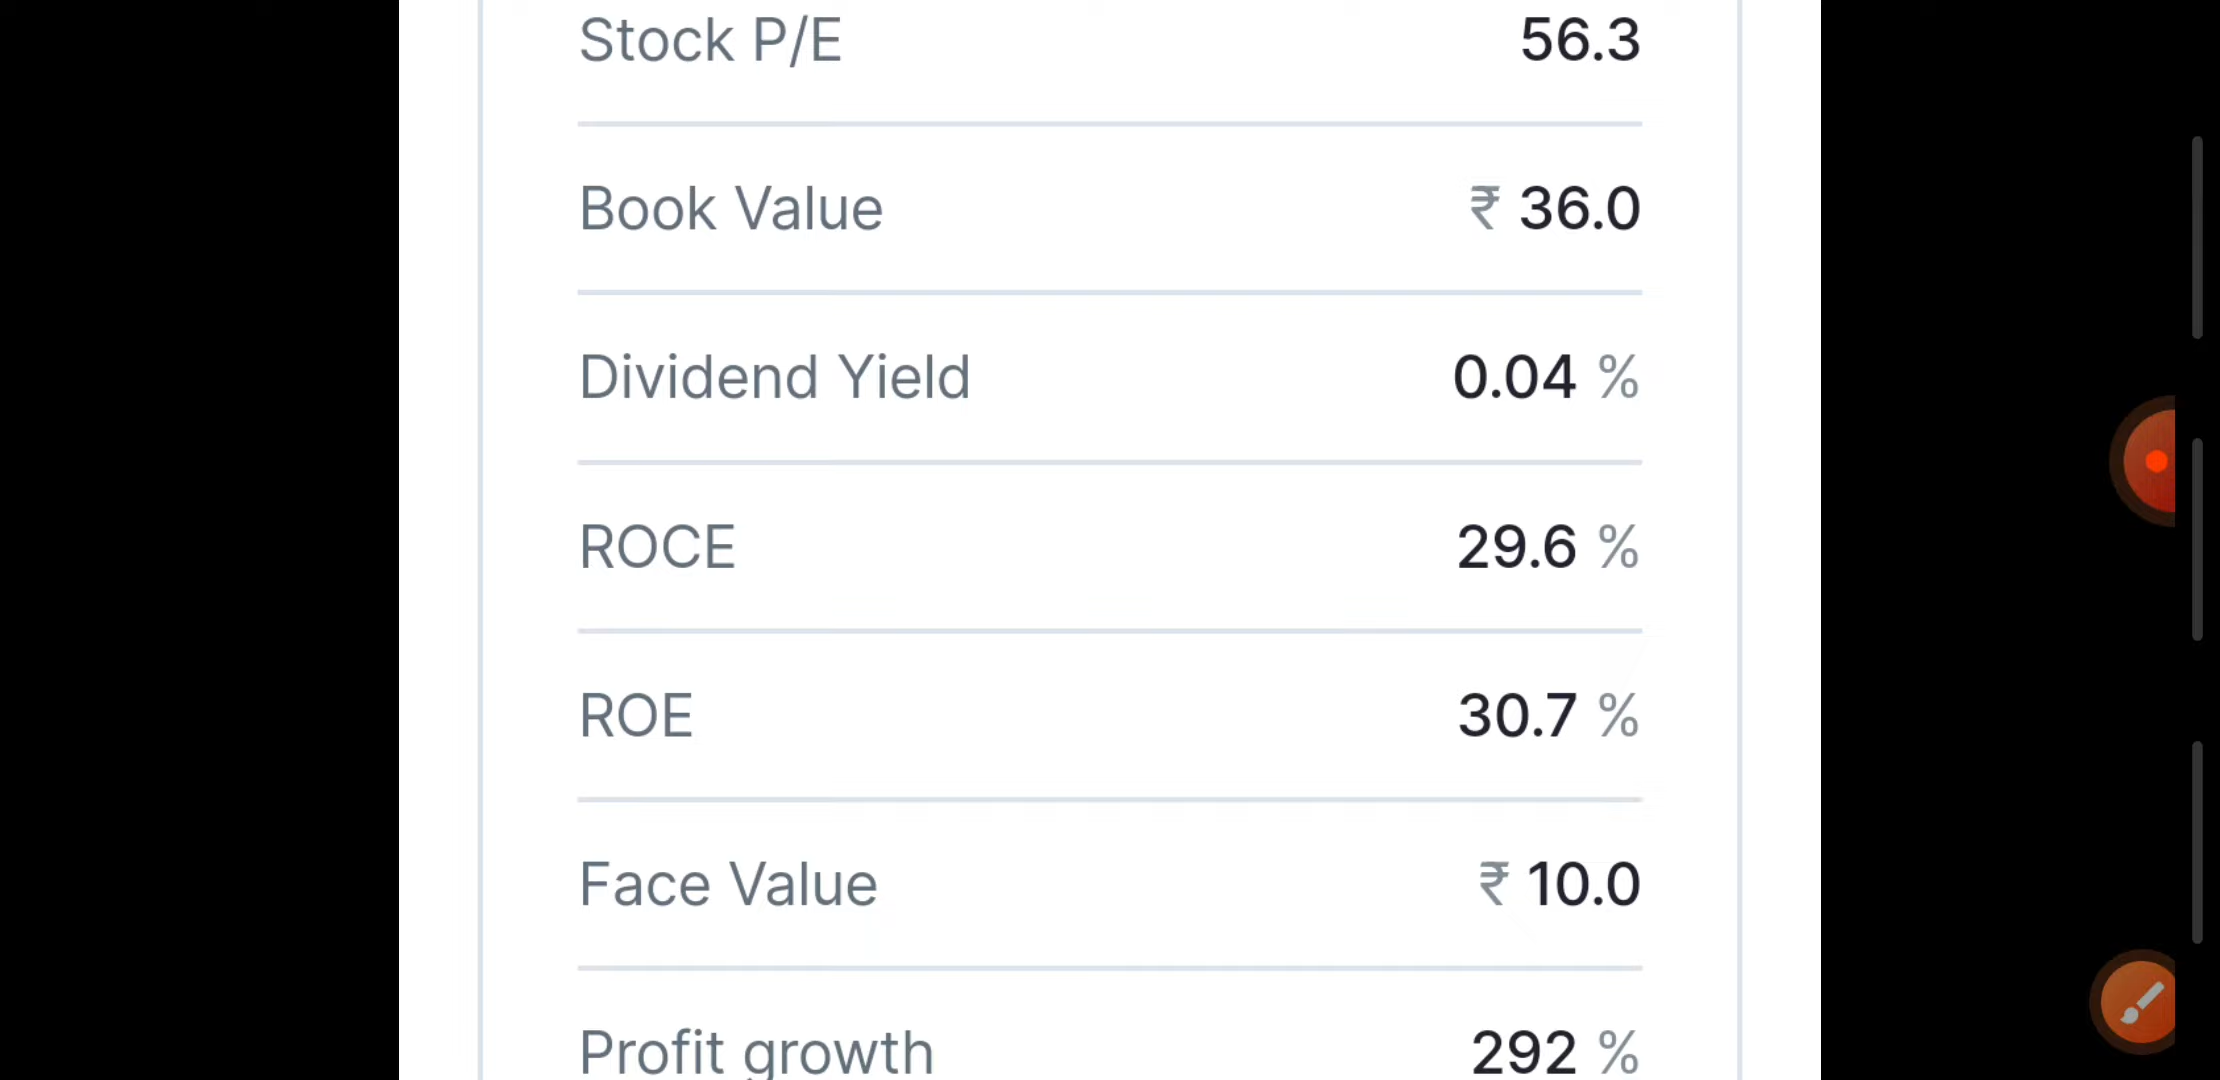 Stock P/E 56.3
Book Value ₹ 36.0
Dividend Yield 0.04 %
ROCE 29.6 %
ROE 30.7 %
Face Value ₹ 10.0
Profit growth 292 %